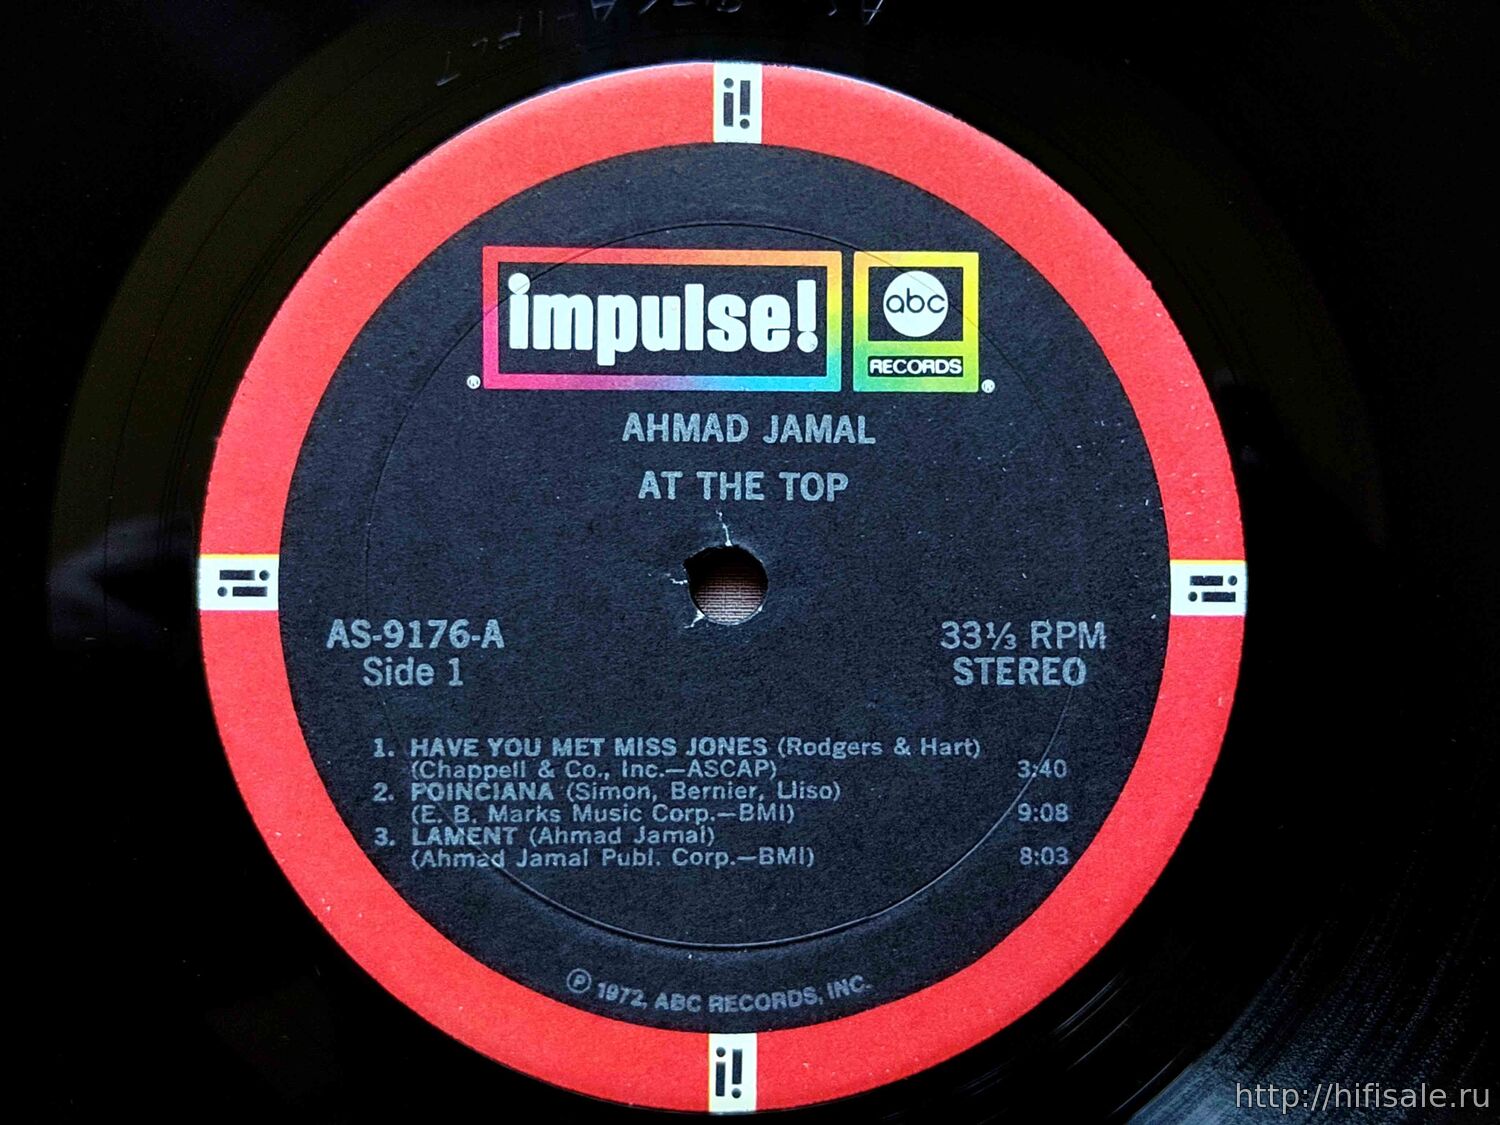 i!
impulse! abc
RECORDS
® ®
AHMAD JAMAL
AT THE TOP
i! i!
AS-9176-A 33⅓ RPM
Side 1 STEREO
1. HAVE YOU MET MISS JONES (Rodgers & Hart)
(Chappell & Co., Inc.—ASCAP) 3:40
2. POINCIANA (Simon, Bernier, Lliso)
(E. B. Marks Music Corp.—BMI) 9:08
3. LAMENT (Ahmad Jamal)
(Ahmad Jamal Publ. Corp.—BMI) 8:03
Ⓟ 1972, ABC RECORDS, INC.
i!
http://hifisale.ru